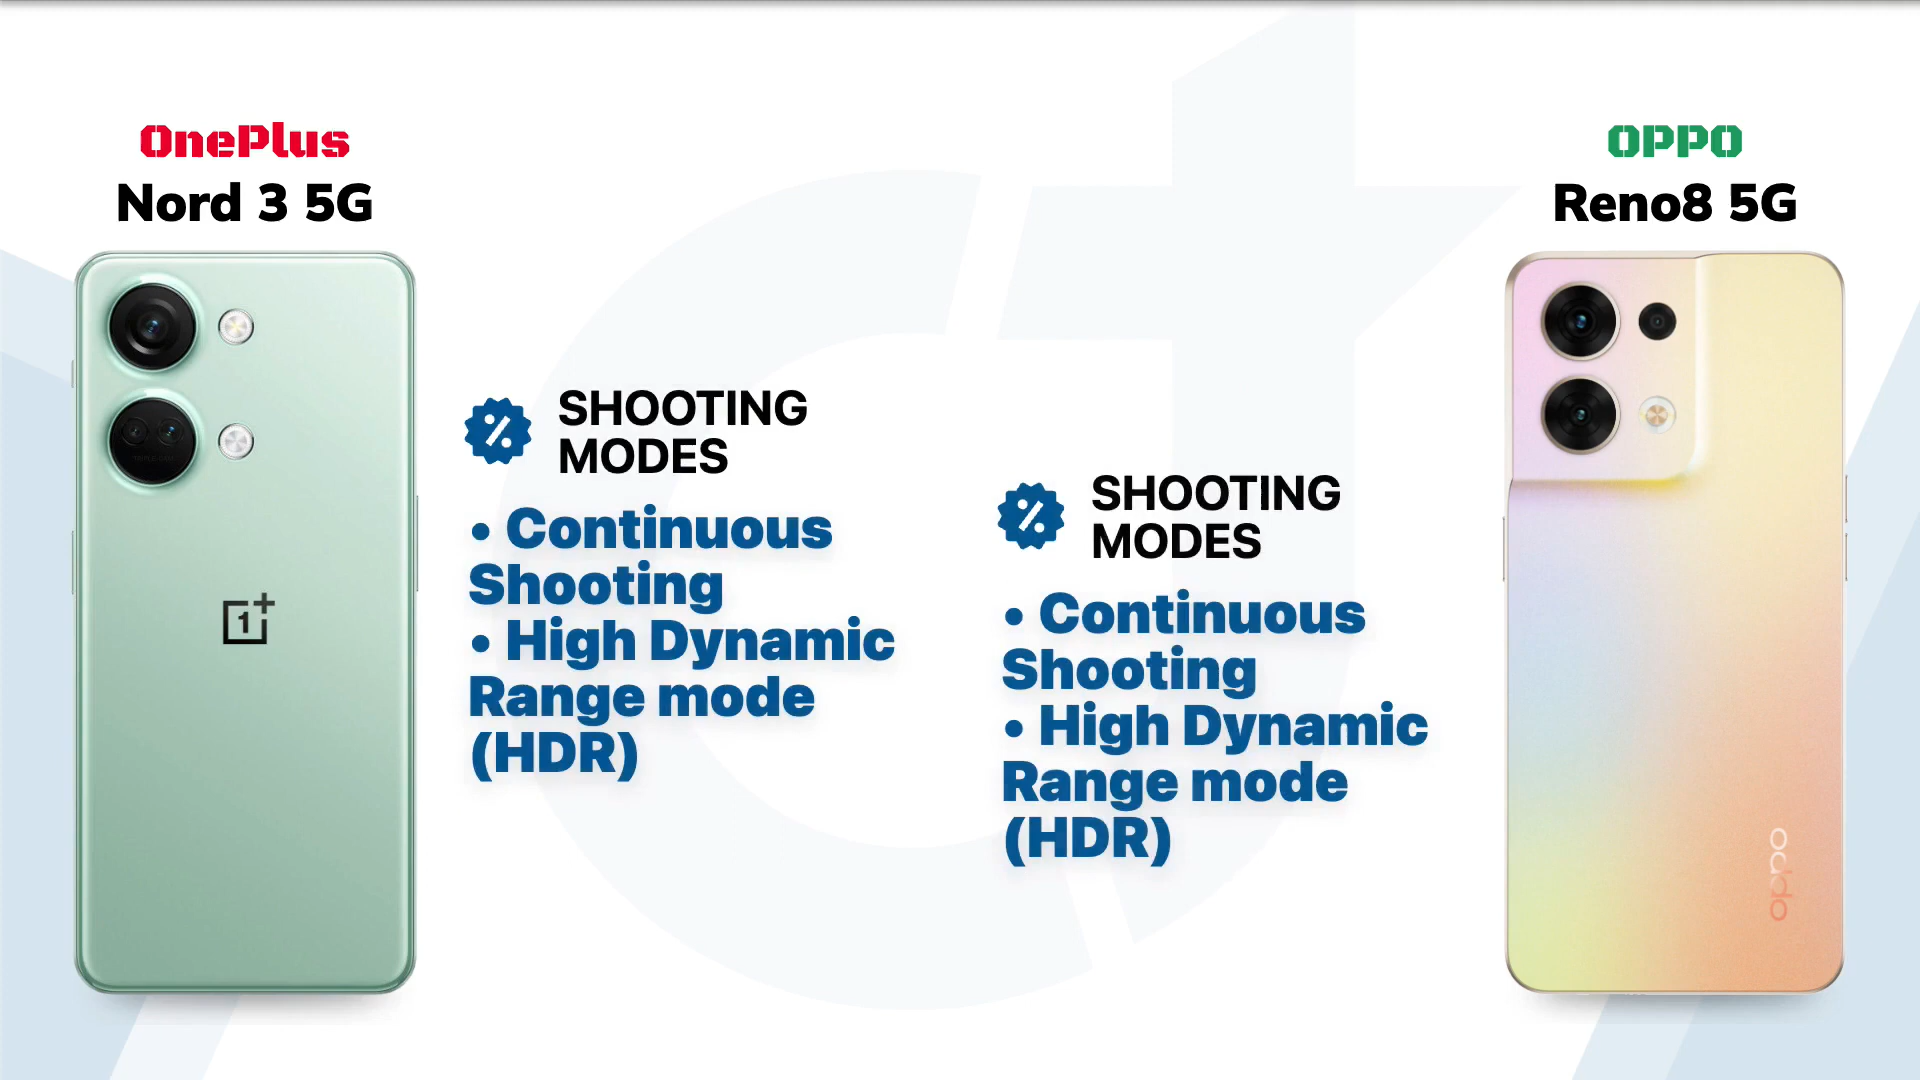 OnePlus
Nord 3 5G
OPPO
Reno8 5G
SHOOTING
MODES
• Continuous
Shooting
• High Dynamic
Range mode
(HDR)
SHOOTING
MODES
• Continuous
Shooting
• High Dynamic
Range mode
(HDR)
1+
oppo